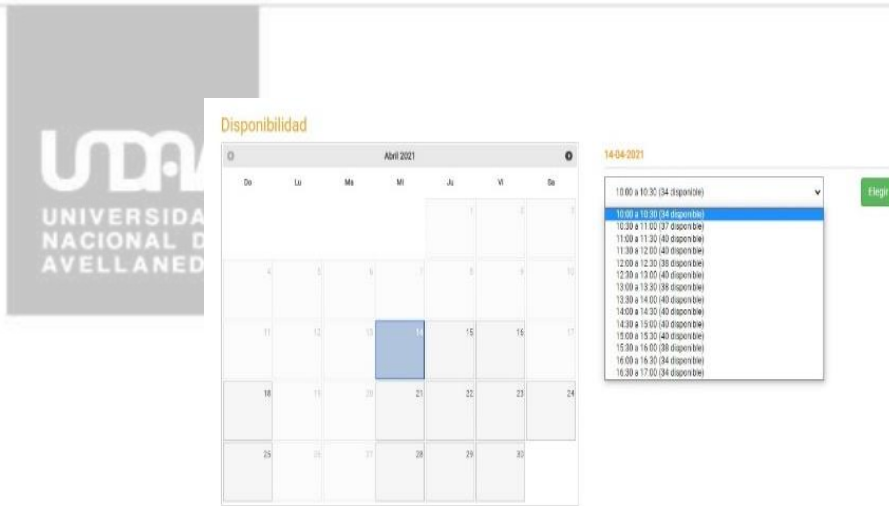 UNDAV
UNIVERSIDA
NACIONAL D
AVELLANED
Disponibilidad
Abril 2021
Do Lu Ma Mi Ju Vi Sa
1 2 3
4 5 6 7 8 9 10
11 12 13 14 15 16 17
18 19 20 21 22 23 24
25 26 27 28 29 30
14-04-2021
10:00 a 10:30 (34 disponible)
Elegir
10:00 a 10:30 (34 disponible)
10:30 a 11:00 (37 disponible)
11:00 a 11:30 (40 disponible)
11:30 a 12:00 (40 disponible)
12:00 a 12:30 (38 disponible)
12:30 a 13:00 (40 disponible)
13:00 a 13:30 (38 disponible)
13:30 a 14:00 (40 disponible)
14:00 a 14:30 (40 disponible)
14:30 a 15:00 (40 disponible)
15:00 a 15:30 (40 disponible)
15:30 a 16:00 (38 disponible)
16:00 a 16:30 (34 disponible)
16:30 a 17:00 (34 disponible)